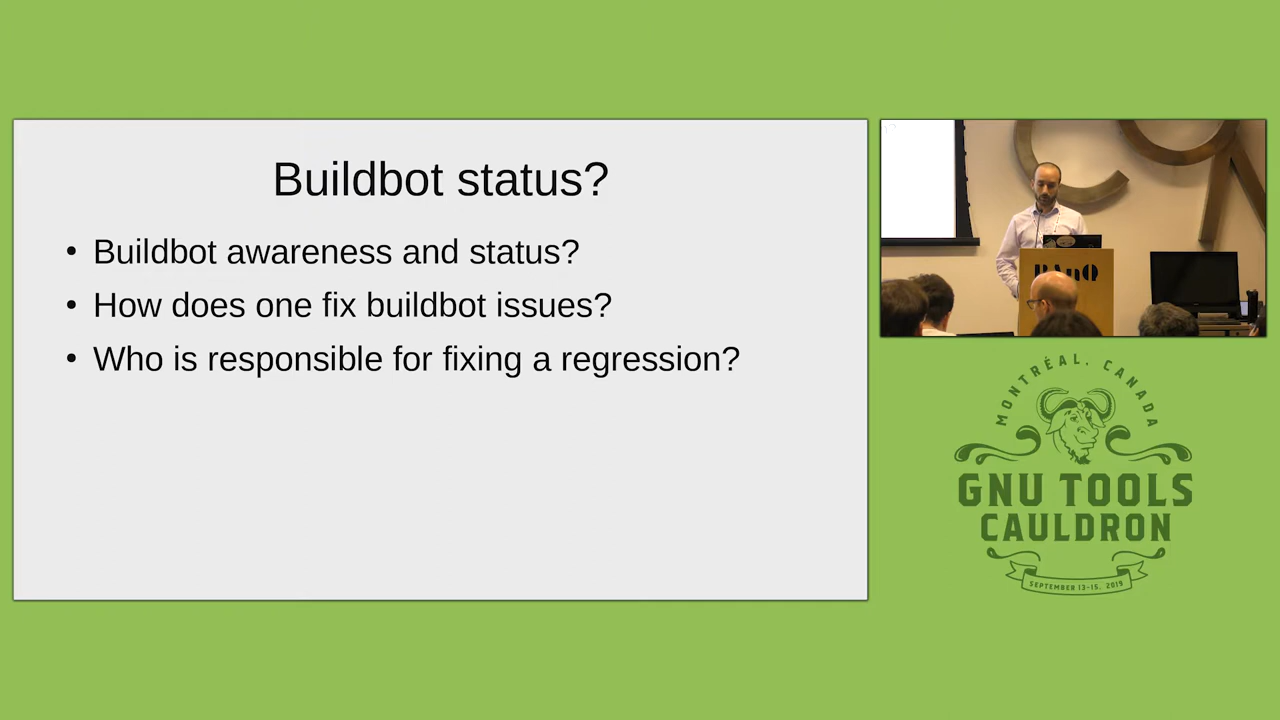 Buildbot status?
• Buildbot awareness and status?
• How does one fix buildbot issues?
• Who is responsible for fixing a regression?
BAnQ
MONTRÉAL, CANADA
GNU TOOLS
CAULDRON
SEPTEMBER 13-15, 2019